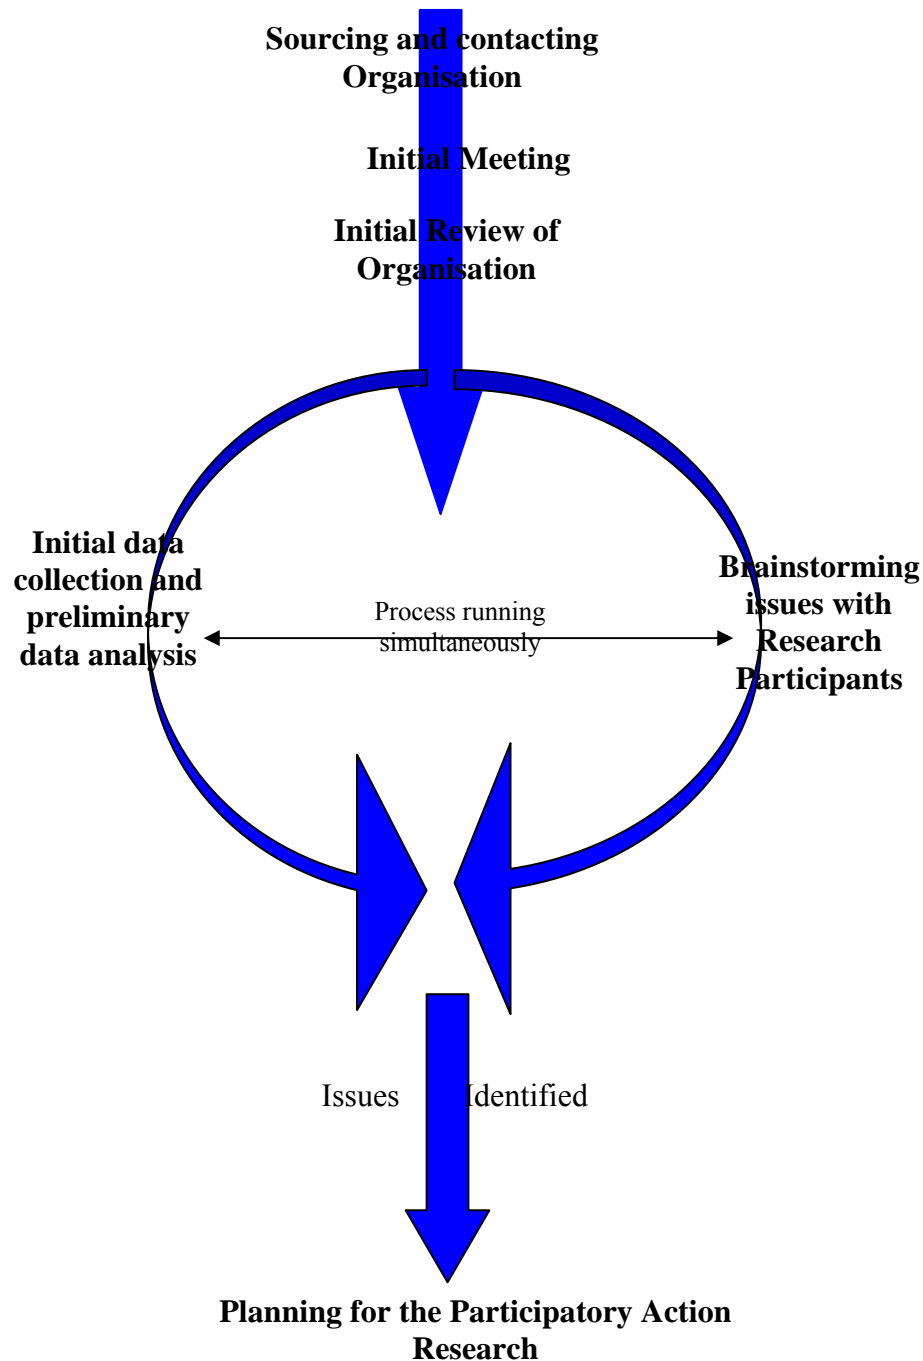 Sourcing and contacting
Organisation
Initial Meeting
Initial Review of
Organisation
Initial data
collection and
preliminary
data analysis
Process running
simultaneously
Brainstorming
issues with
Research
Participants
Issues Identified
Planning for the Participatory Action
Research